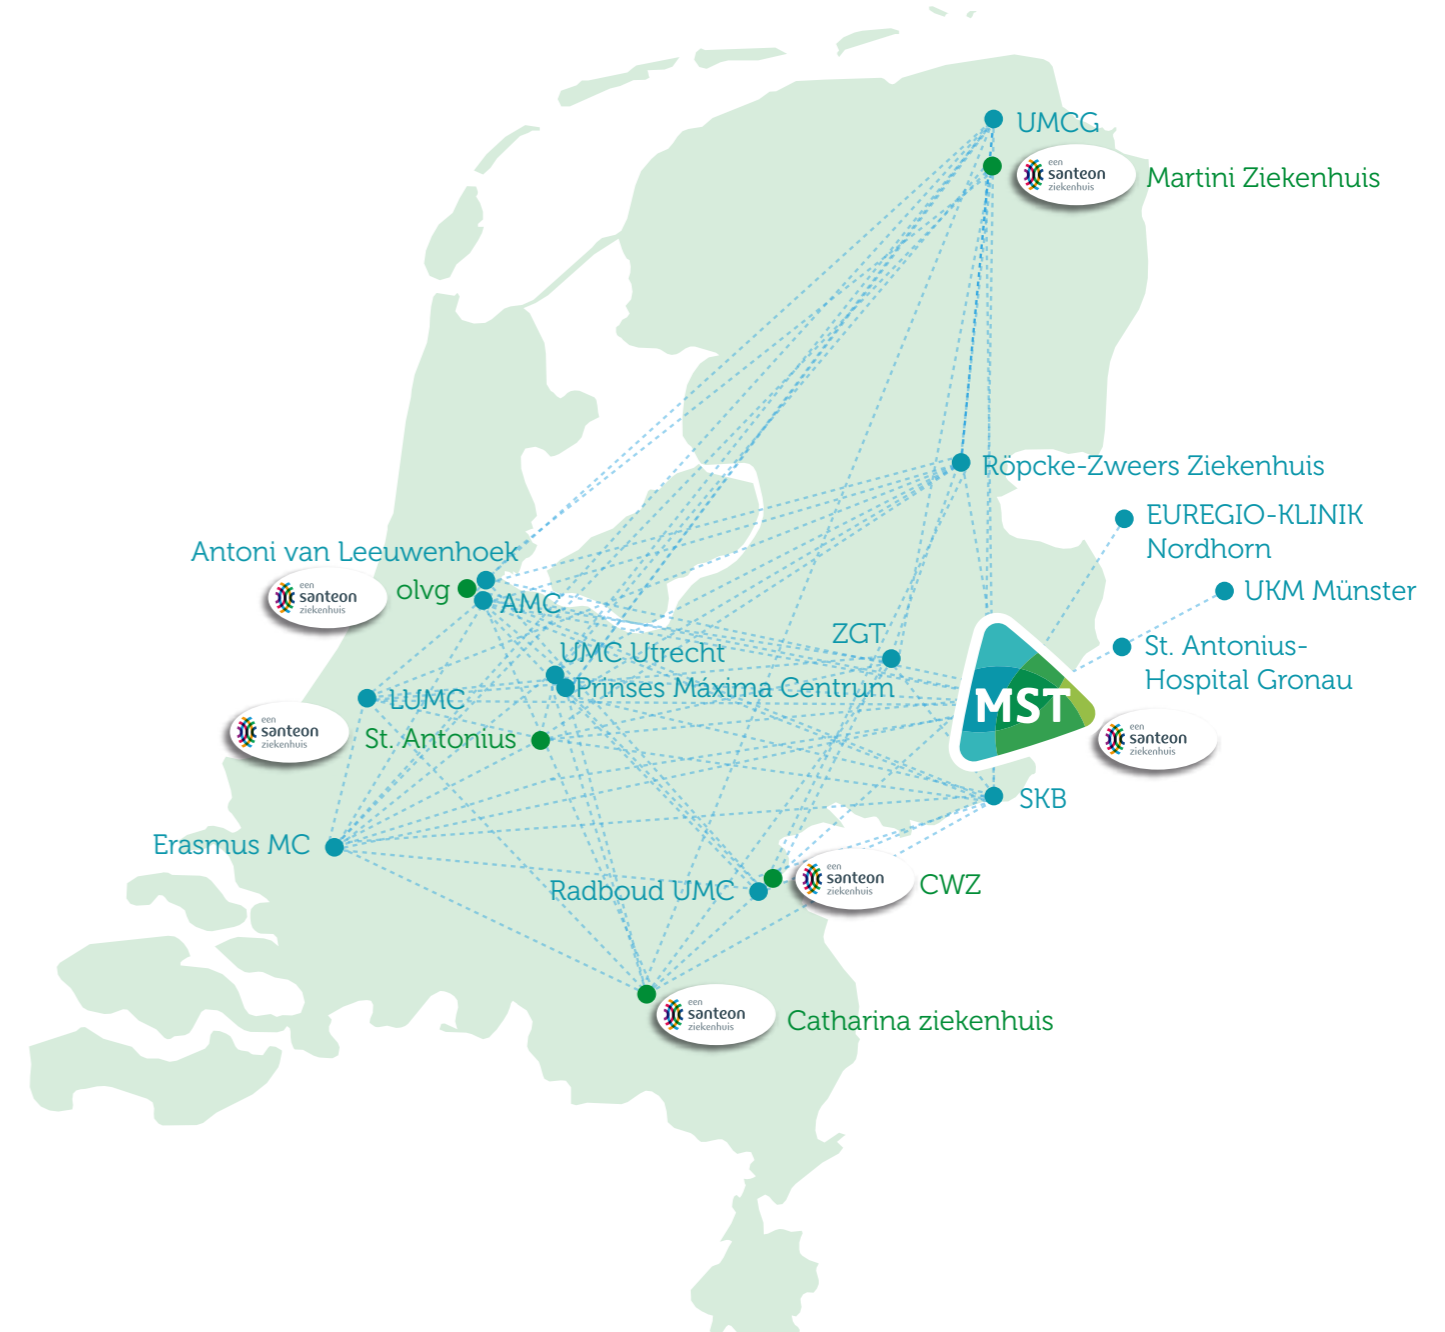 UMCG
een
santeon
ziekenhuis
Martini Ziekenhuis
Röpcke-Zweers Ziekenhuis
EUREGIO-KLINIK
Nordhorn
Antoni van Leeuwenhoek
een
santeon
ziekenhuis
olvg
AMC
UKM Münster
ZGT
St. Antonius-
Hospital Gronau
UMC Utrecht
Prinses Máxima Centrum
LUMC
MST
een
santeon
ziekenhuis
St. Antonius
een
santeon
ziekenhuis
SKB
Erasmus MC
Radboud UMC
een
santeon
ziekenhuis
CWZ
een
santeon
ziekenhuis
Catharina ziekenhuis